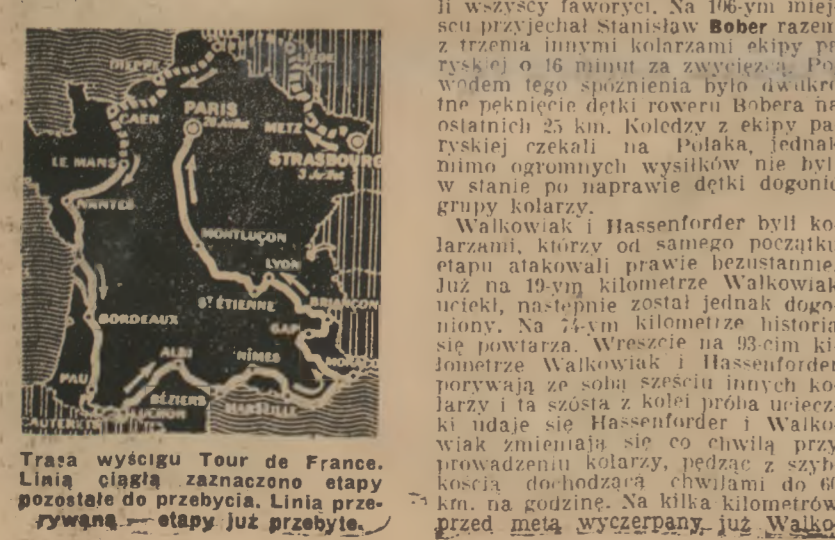 DIEPPE
LIÈGE
CAEN
PARIS
METZ
STRASBOURG
LE MANS
NANTES
MONTLUÇON
LYON
ST ÉTIENNE
BRIANÇON
BORDEAUX
GAP
ALBI
NÎMES
PAU
BÉZIERS
MARSEILLE
LUCHON
CAUTERETS
Trasa wyścigu Tour de France.
Linią ciągłą zaznaczono etapy
pozostałe do przebycia. Linią prze-
rywaną — etapy już przebyte.
li wszyscy faworyci. Na 106-ym miej-
scu przyjechał Stanisław Bober razem
z trzema innymi kolarzami ekipy pa
ryskiej o 16 minut za zwycięzcą. Po
wodem tego spóźnienia było dwukro
tne pęknięcie dętki roweru Bobera na
ostatnich 25 km. Koledzy z ekipy pa
ryskiej czekali na Polaka, jednak
mimo ogromnych wysiłków nie byli
w stanie po naprawie dętki dogonić
grupy kolarzy.
Walkowiak i Hassenforder byli ko
larzami, którzy od samego początku
etapu atakowali prawie bezustannie.
Już na 19-ym kilometrze Walkowiak
uciekł, następnie został jednak dogo
niony. Na 74-ym kilometrze historia
się powtarza. Wreszcie na 93-cim ki
lometrze Walkowiak i Hassenforder
porywają ze sobą sześciu innych ko
larzy i ta szósta z kolei próba uciecz
ki udaje się Hassenforder i Walko
wiak zmieniają się co chwilą przy
prowadzeniu kolarzy, pędząc z szyb
kością dochodzącą chwilami do 60
km. na godzinę. Na kilka kilometrów
przed metą wyczerpany już Walko